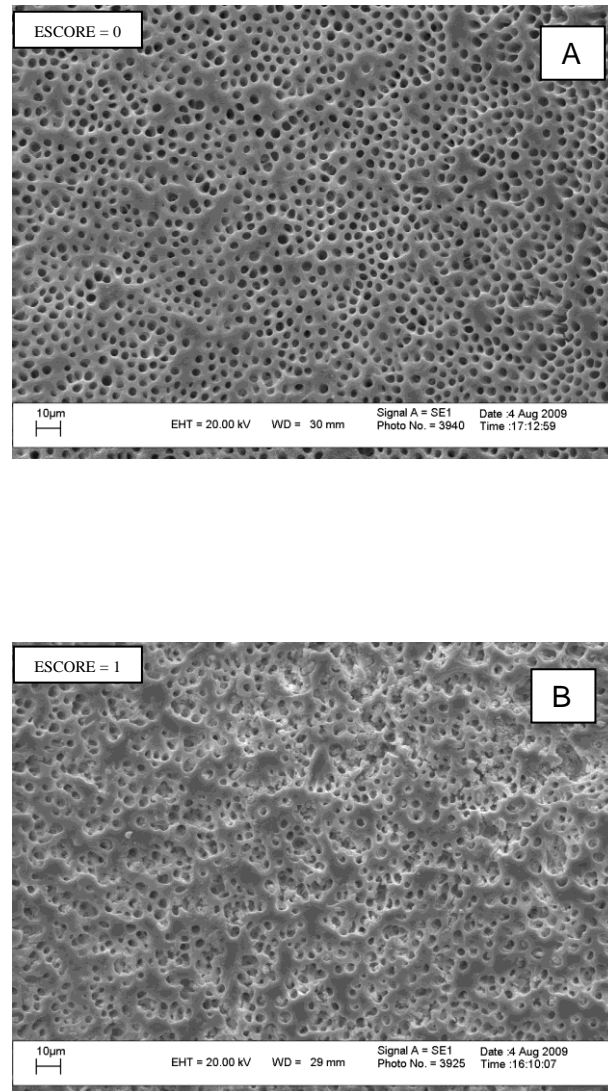 ESCORE = 0
A
10µm
EHT = 20.00 kV WD = 30 mm Signal A = SE1 Date :4 Aug 2009
Photo No. = 3940 Time :17:12:59
ESCORE = 1
B
10µm
EHT = 20.00 kV WD = 29 mm Signal A = SE1 Date :4 Aug 2009
Photo No. = 3925 Time :16:10:07